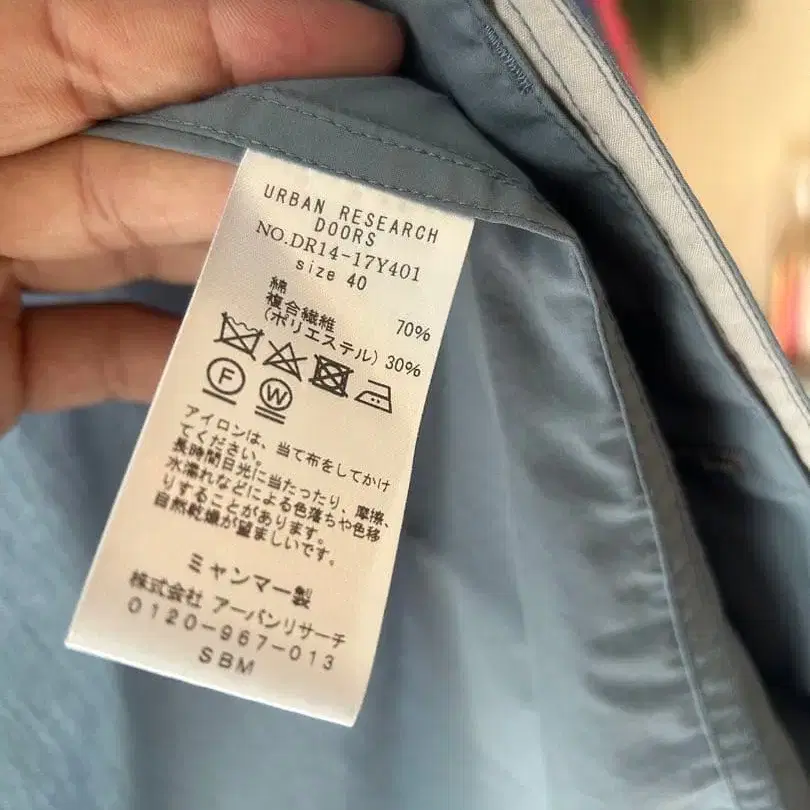 URBAN RESEARCH
DOORS
NO.DR14-17Y401
size 40
綿 70%
複合繊維
(ポリエステル) 30%
F W
アイロンは、当て布をしてかけ
てください。
長時間日光に当たったり、摩擦、
水濡れなどによる色落ちや色移
りすることがあります。
自然乾燥が望ましいです。
ミャンマー製
株式会社 アーバンリサーチ
0120-967-013
SBM